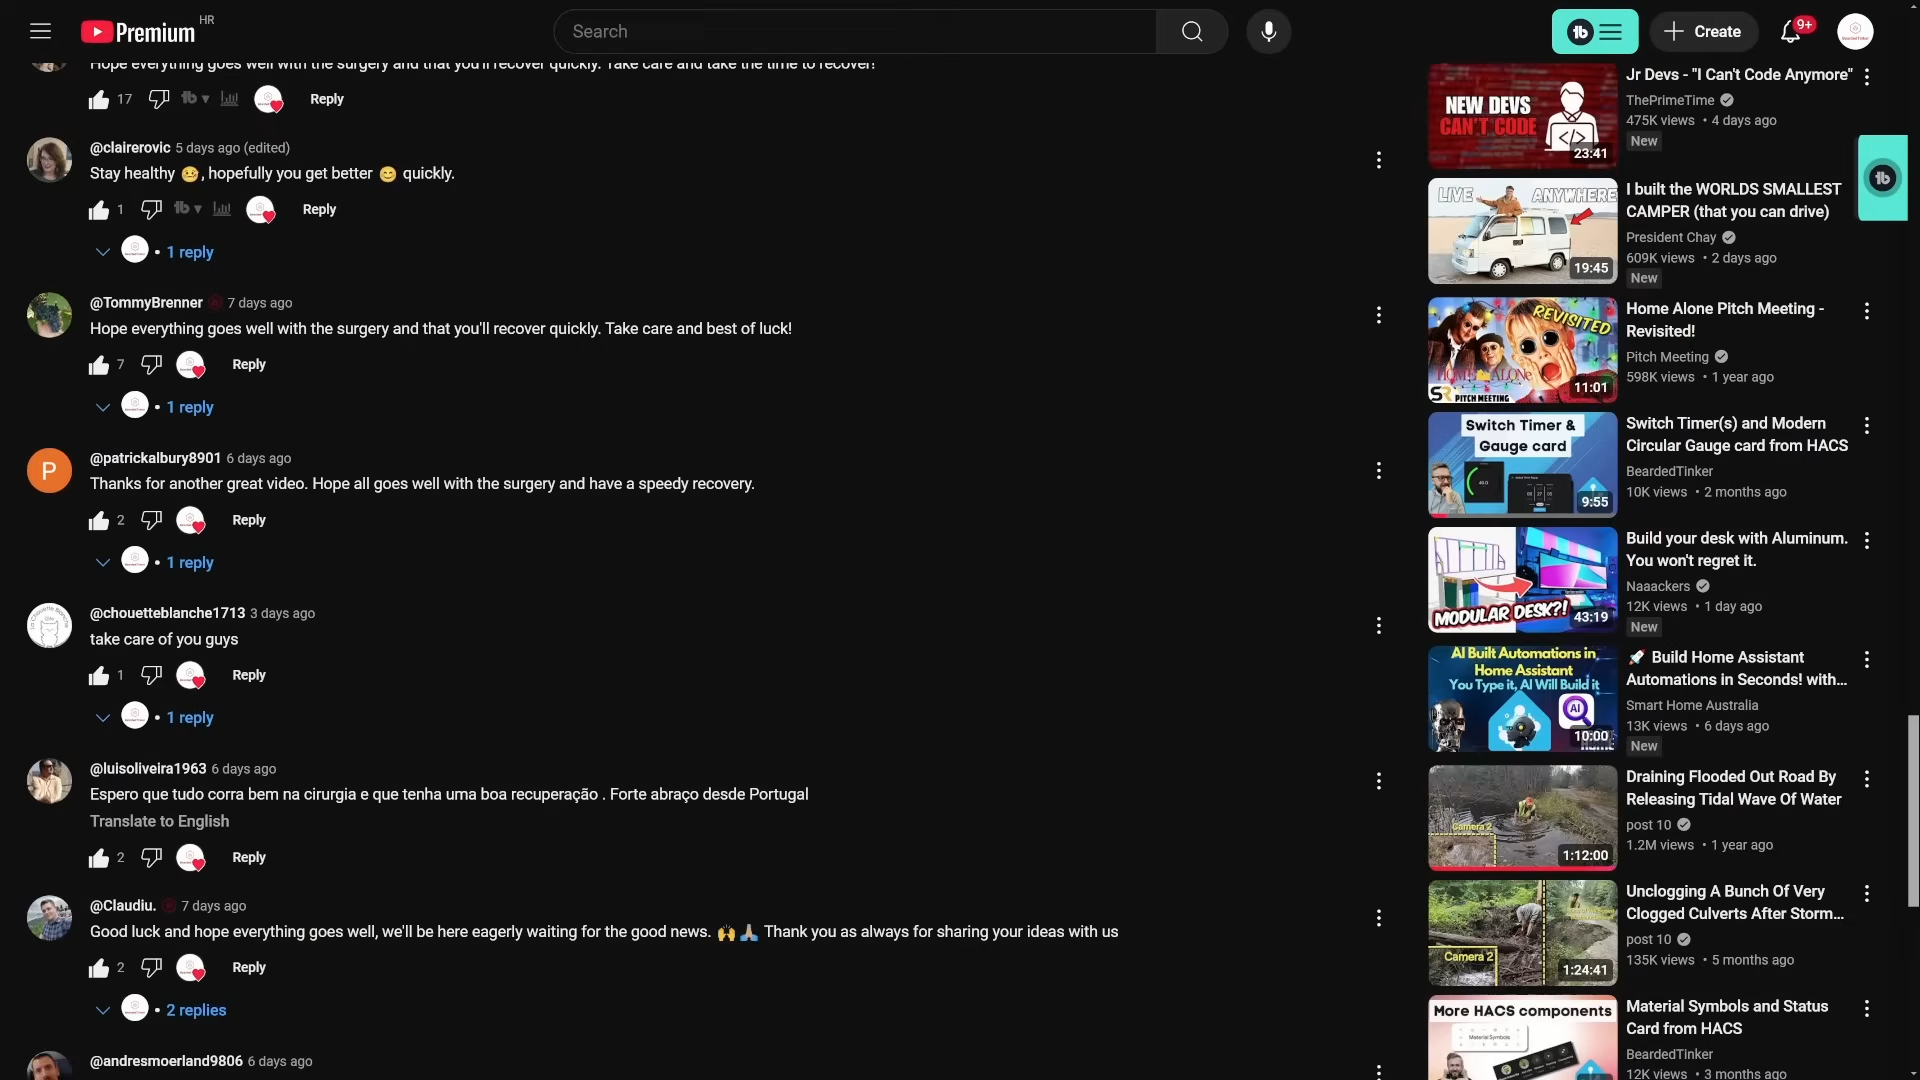 Premium HR
Search
Create
9+
Hope everything goes well with the surgery and that you'll recover quickly. Take care and take the time to recover!
17
Reply
@clairerovic 5 days ago (edited)
Stay healthy 🤒, hopefully you get better 😊 quickly.
1
Reply
• 1 reply
@TommyBrenner 7 days ago
Hope everything goes well with the surgery and that you'll recover quickly. Take care and best of luck!
7
Reply
• 1 reply
P
@patrickalbury8901 6 days ago
Thanks for another great video. Hope all goes well with the surgery and have a speedy recovery.
2
Reply
• 1 reply
@chouetteblanche1713 3 days ago
take care of you guys
1
Reply
• 1 reply
@luisoliveira1963 6 days ago
Espero que tudo corra bem na cirurgia e que tenha uma boa recuperação . Forte abraço desde Portugal
Translate to English
2
Reply
@Claudiu. 7 days ago
Good luck and hope everything goes well, we'll be here eagerly waiting for the good news. 🙌🙏 Thank you as always for sharing your ideas with us
2
Reply
• 2 replies
@andresmoerland9806 6 days ago
NEW DEVS
CAN'T CODE
23:41
Jr Devs - "I Can't Code Anymore"
ThePrimeTime
475K views • 4 days ago
New
LIVE ANYWHERE
19:45
I built the WORLDS SMALLEST
CAMPER (that you can drive)
President Chay
609K views • 2 days ago
New
REVISITED
HOME ALONe
SR PITCH MEETING
11:01
Home Alone Pitch Meeting -
Revisited!
Pitch Meeting
598K views • 1 year ago
Switch Timer &
Gauge card
9:55
Switch Timer(s) and Modern
Circular Gauge card from HACS
BeardedTinker
10K views • 2 months ago
MODULAR DESK?!
43:19
Build your desk with Aluminum.
You won't regret it.
Naaackers
12K views • 1 day ago
New
AI Built Automations in
Home Assistant
You Type it, AI Will Build it
AI
10:00
🚀 Build Home Assistant
Automations in Seconds! with...
Smart Home Australia
13K views • 6 days ago
New
Camera 2
1:12:00
Draining Flooded Out Road By
Releasing Tidal Wave Of Water
post 10
1.2M views • 1 year ago
Camera 2
1:24:41
Unclogging A Bunch Of Very
Clogged Culverts After Storm...
post 10
135K views • 5 months ago
More HACS components
Material Symbols
Material Symbols and Status
Card from HACS
BeardedTinker
12K views • 3 months ago